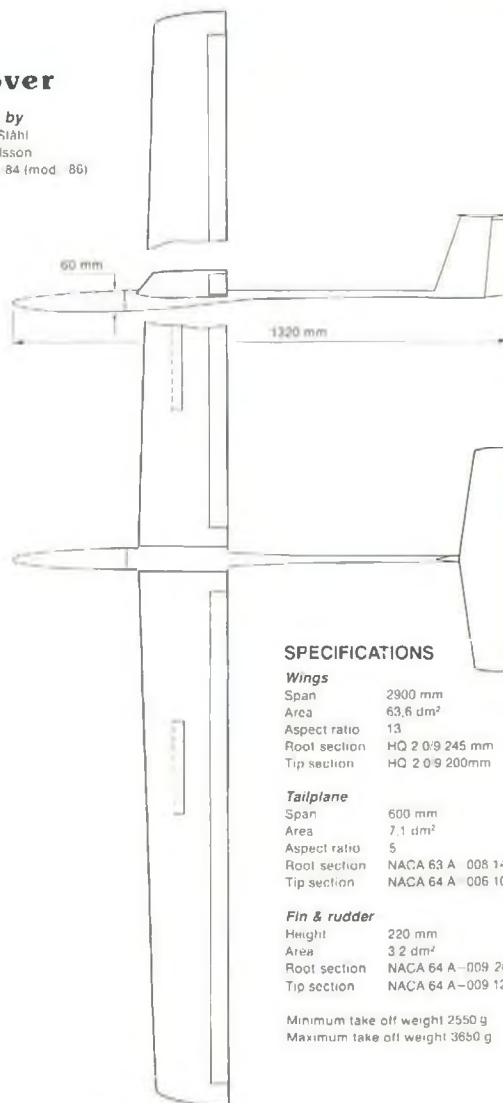 over
by
Ståhl
lsson
84 (mod 86)
60 mm
1320 mm
SPECIFICATIONS
Wings
Span 2900 mm
Area 63,6 dm²
Aspect ratio 13
Root section HQ 2.0/9 245 mm
Tip section HQ 2.0/9 200mm
Tailplane
Span 600 mm
Area 7.1 dm²
Aspect ratio 5
Root section NACA 63 A-008 14
Tip section NACA 64 A-006 10
Fin & rudder
Height 220 mm
Area 3.2 dm²
Root section NACA 64 A-009
Tip section NACA 64 A-009 12
Minimum take off weight 2550 g
Maximum take off weight 3650 g